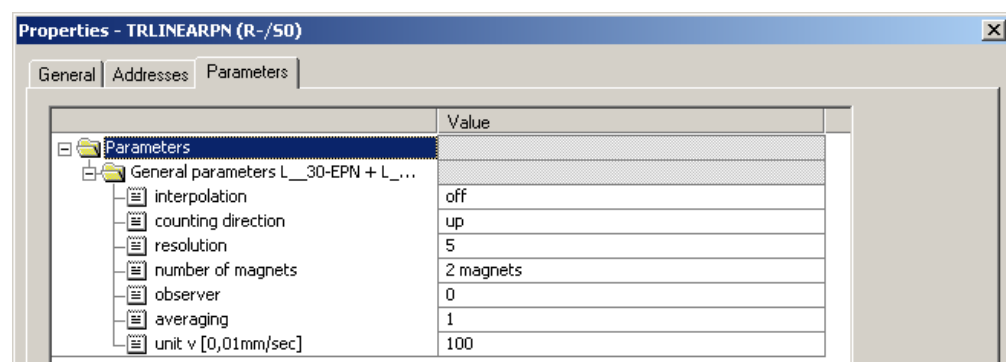 Properties - TRLINEARPN (R-/S0)
General Addresses Parameters
Value
Parameters
General parameters L__30-EPN + L_...
interpolation off
counting direction up
resolution 5
number of magnets 2 magnets
observer 0
averaging 1
unit v [0,01mm/sec] 100